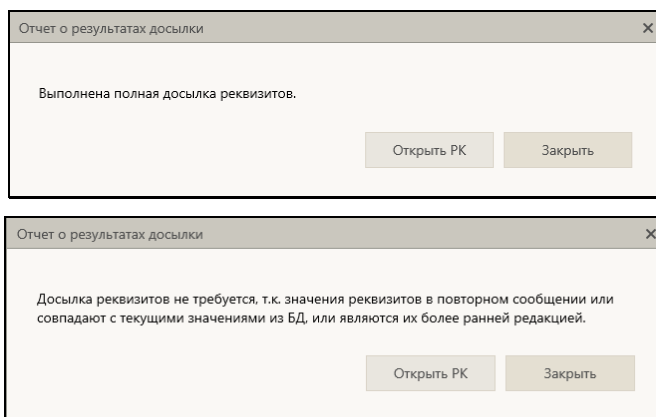 Отчет о результатах досылки
Выполнена полная досылка реквизитов.
Открыть РК
Закрыть
Отчет о результатах досылки
Досылка реквизитов не требуется, т.к. значения реквизитов в повторном сообщении или
совпадают с текущими значениями из БД, или являются их более ранней редакцией.
Открыть РК
Закрыть